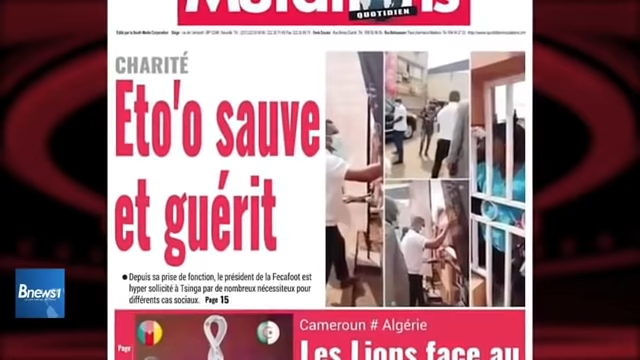 QUOTIDIEN
CHARITÉ
Eto'o sauve
et guérit
● Depuis sa prise de fonction, le président de la Fecafoot est
hyper sollicité à Tsinga par de nombreux nécessiteux pour
différents cas sociaux. Page 15
Bnews1
Page
Cameroun # Algérie
Les Lions face au